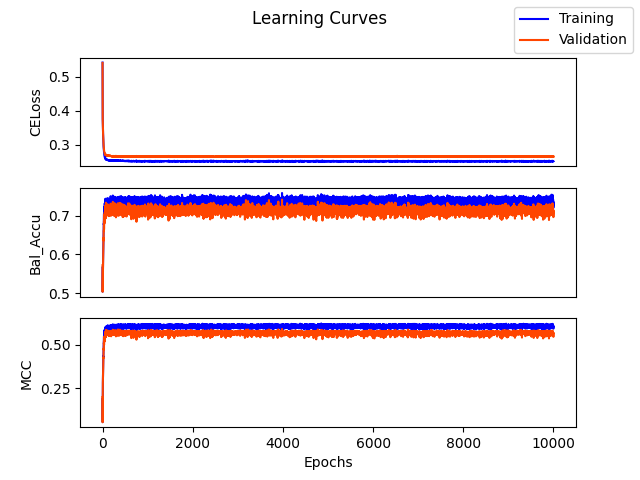 Learning Curves
Training
Validation
CELoss
0.5
0.4
0.3
Bal_Accu
0.7
0.6
0.5
MCC
0.50
0.25
0 2000 4000 6000 8000 10000
Epochs